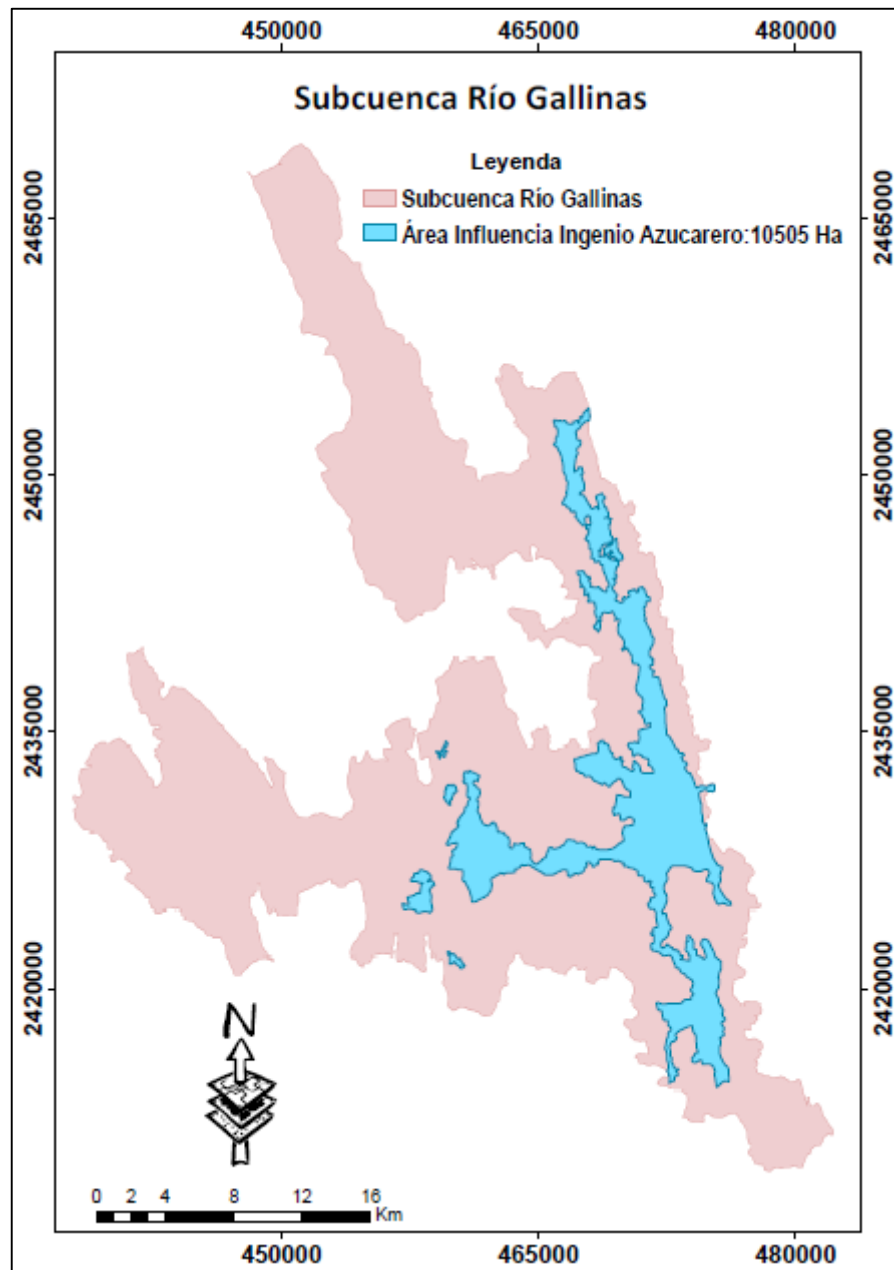 450000 465000 480000
Subcuenca Río Gallinas
Leyenda
Subcuenca Río Gallinas
Área Influencia Ingenio Azucarero:10505 Ha
2465000 2465000
2450000 2450000
2435000 2435000
2420000 2420000
N
0 2 4 8 12 16
Km
450000 465000 480000